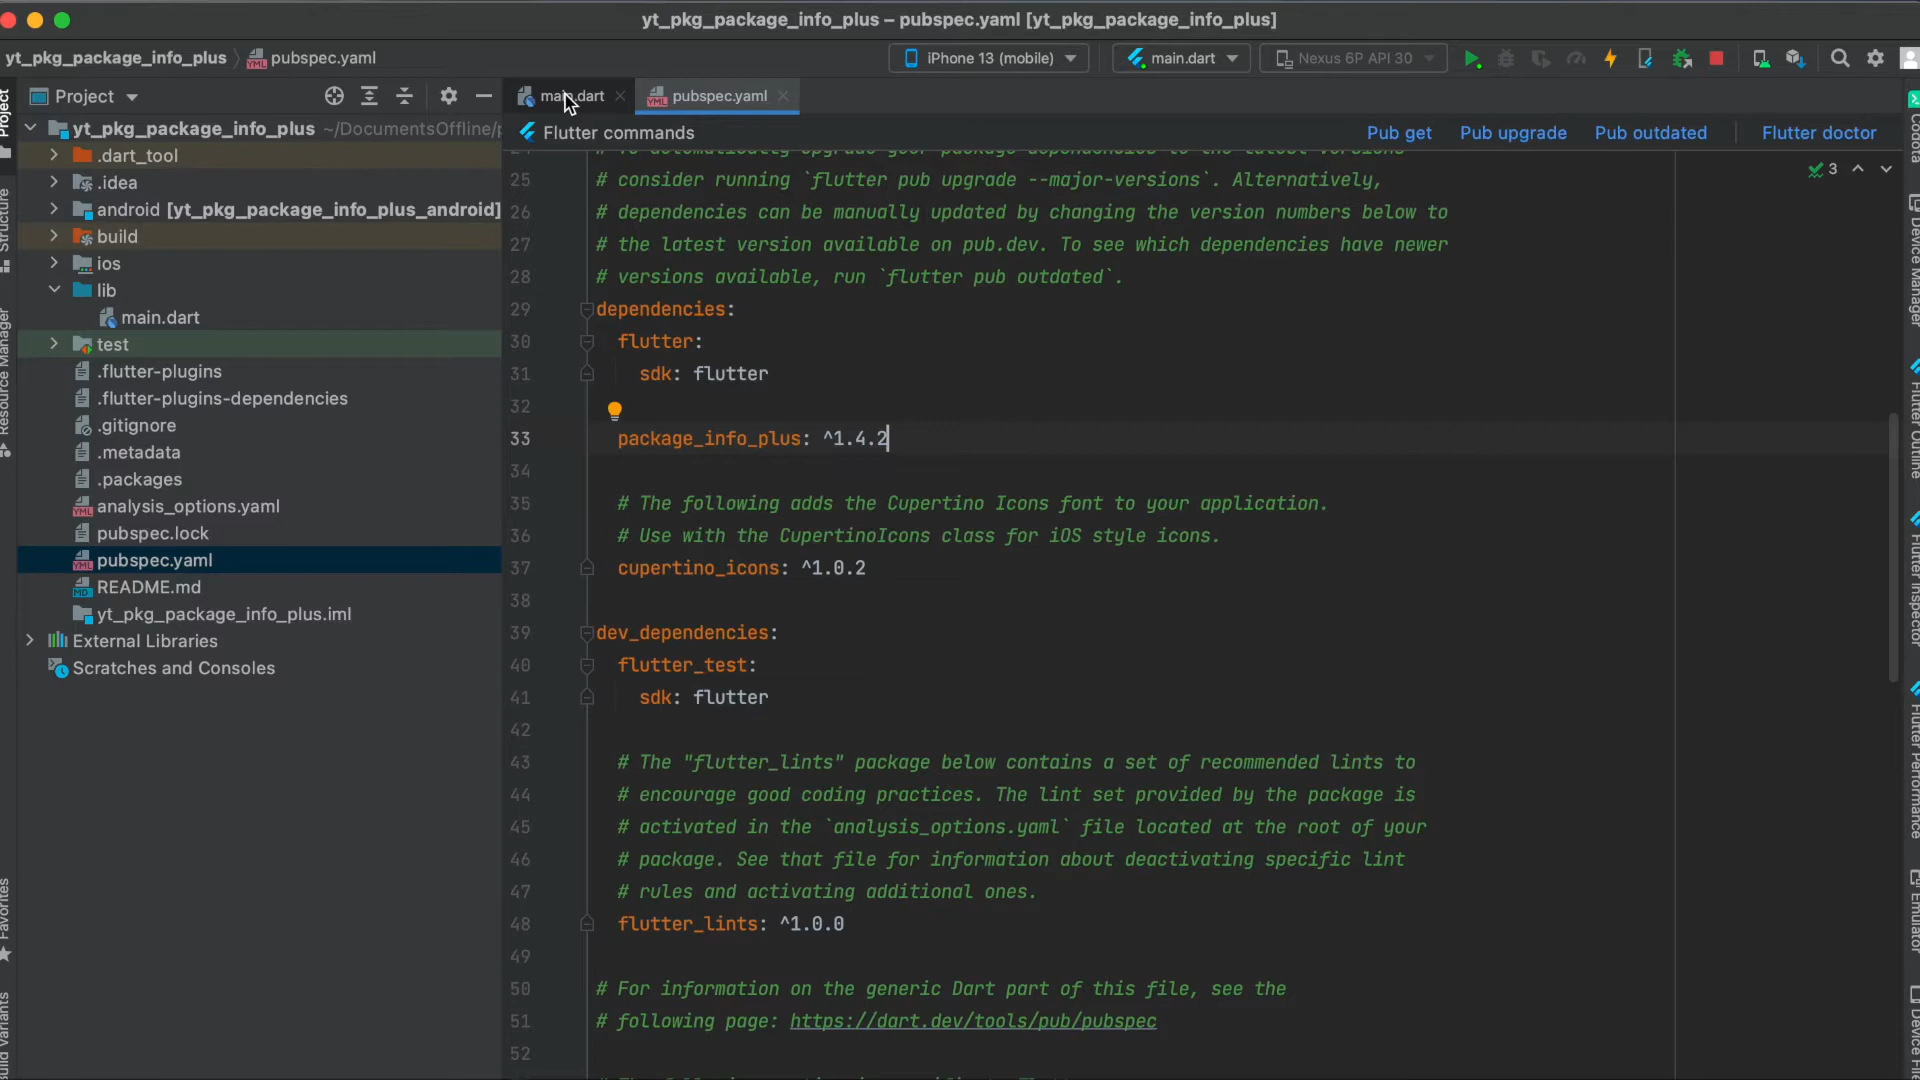 yt_pkg_package_info_plus – pubspec.yaml [yt_pkg_package_info_plus]
yt_pkg_package_info_plus pubspec.yaml
iPhone 13 (mobile)
main.dart
Nexus 6P API 30
Project
main.dart
pubspec.yaml
Flutter commands
Pub get
Pub upgrade
Pub outdated
Flutter doctor
yt_pkg_package_info_plus ~/DocumentsOffline/
.dart_tool
.idea
android [yt_pkg_package_info_plus_android]
build
ios
lib
main.dart
test
.flutter-plugins
.flutter-plugins-dependencies
.gitignore
.metadata
.packages
analysis_options.yaml
pubspec.lock
pubspec.yaml
README.md
yt_pkg_package_info_plus.iml
External Libraries
Scratches and Consoles
3
25 # consider running `flutter pub upgrade --major-versions`. Alternatively,
26 # dependencies can be manually updated by changing the version numbers below to
27 # the latest version available on pub.dev. To see which dependencies have newer
28 # versions available, run `flutter pub outdated`.
29 dependencies:
30 flutter:
31 sdk: flutter
32
33 package_info_plus: ^1.4.2
34
35 # The following adds the Cupertino Icons font to your application.
36 # Use with the CupertinoIcons class for iOS style icons.
37 cupertino_icons: ^1.0.2
38
39 dev_dependencies:
40 flutter_test:
41 sdk: flutter
42
43 # The "flutter_lints" package below contains a set of recommended lints to
44 # encourage good coding practices. The lint set provided by the package is
45 # activated in the `analysis_options.yaml` file located at the root of your
46 # package. See that file for information about deactivating specific lint
47 # rules and activating additional ones.
48 flutter_lints: ^1.0.0
49
50 # For information on the generic Dart part of this file, see the
51 # following page: https://dart.dev/tools/pub/pubspec
52
Project
Structure
Resource Manager
Favorites
Build Variants
Codota
Device Manager
Flutter Outline
Flutter Inspector
Flutter Performance
Emulator
Device File